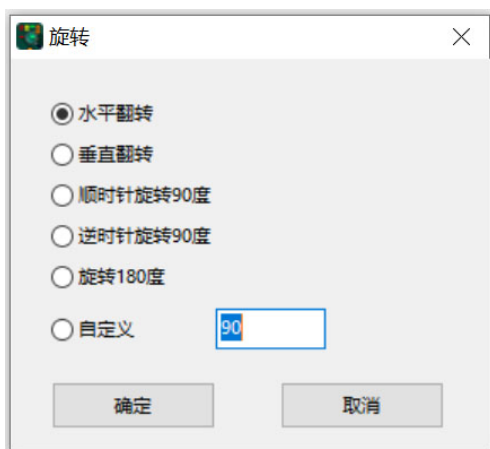 旋转
水平翻转
垂直翻转
顺时针旋转90度
逆时针旋转90度
旋转180度
自定义 90
确定 取消